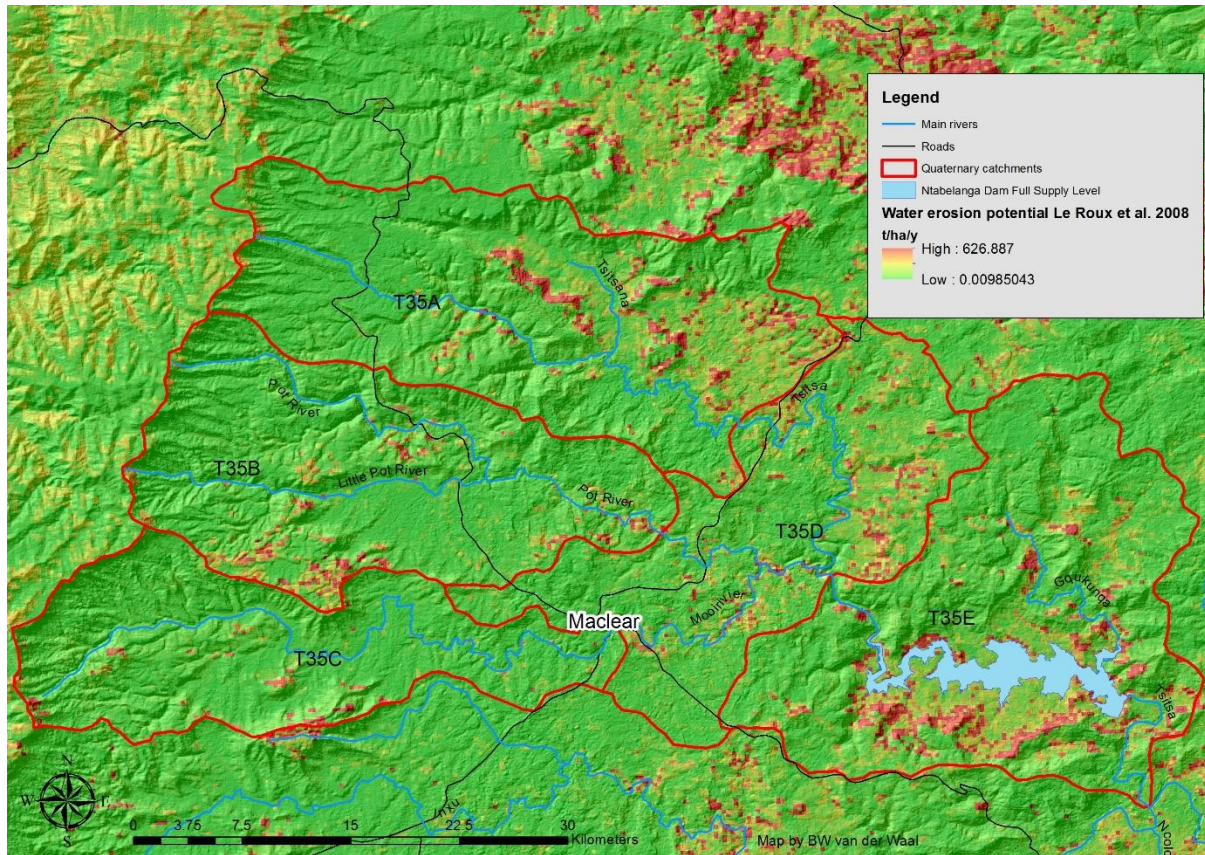 Legend
Main rivers
Roads
Quaternary catchments
Ntabelanga Dam Full Supply Level
Water erosion potential Le Roux et al. 2008
t/ha/y
High : 626.887
Low : 0.00985043
Tsitsana
T35A
Tsitsa
Pot River
T35B
Little Pot River
Pot River
T35D
Gqukunga
Mooirivier
Maclear
T35E
T35C
Tsitsa
N
W
S
Inxu
0 3.75 7.5 15 22.5 30
Kilometers
Map by BW van der Waal